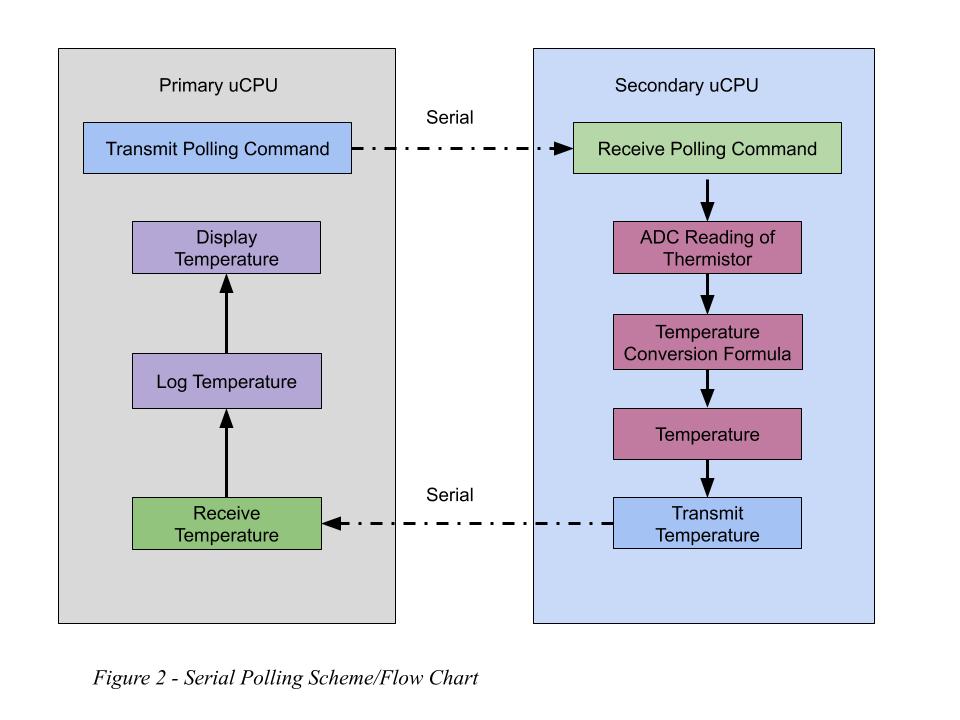 Primary uCPU
Transmit Polling Command
Display
Temperature
Log Temperature
Receive
Temperature
Serial
Serial
Secondary uCPU
Receive Polling Command
ADC Reading of
Thermistor
Temperature
Conversion Formula
Temperature
Transmit
Temperature
Figure 2 - Serial Polling Scheme/Flow Chart